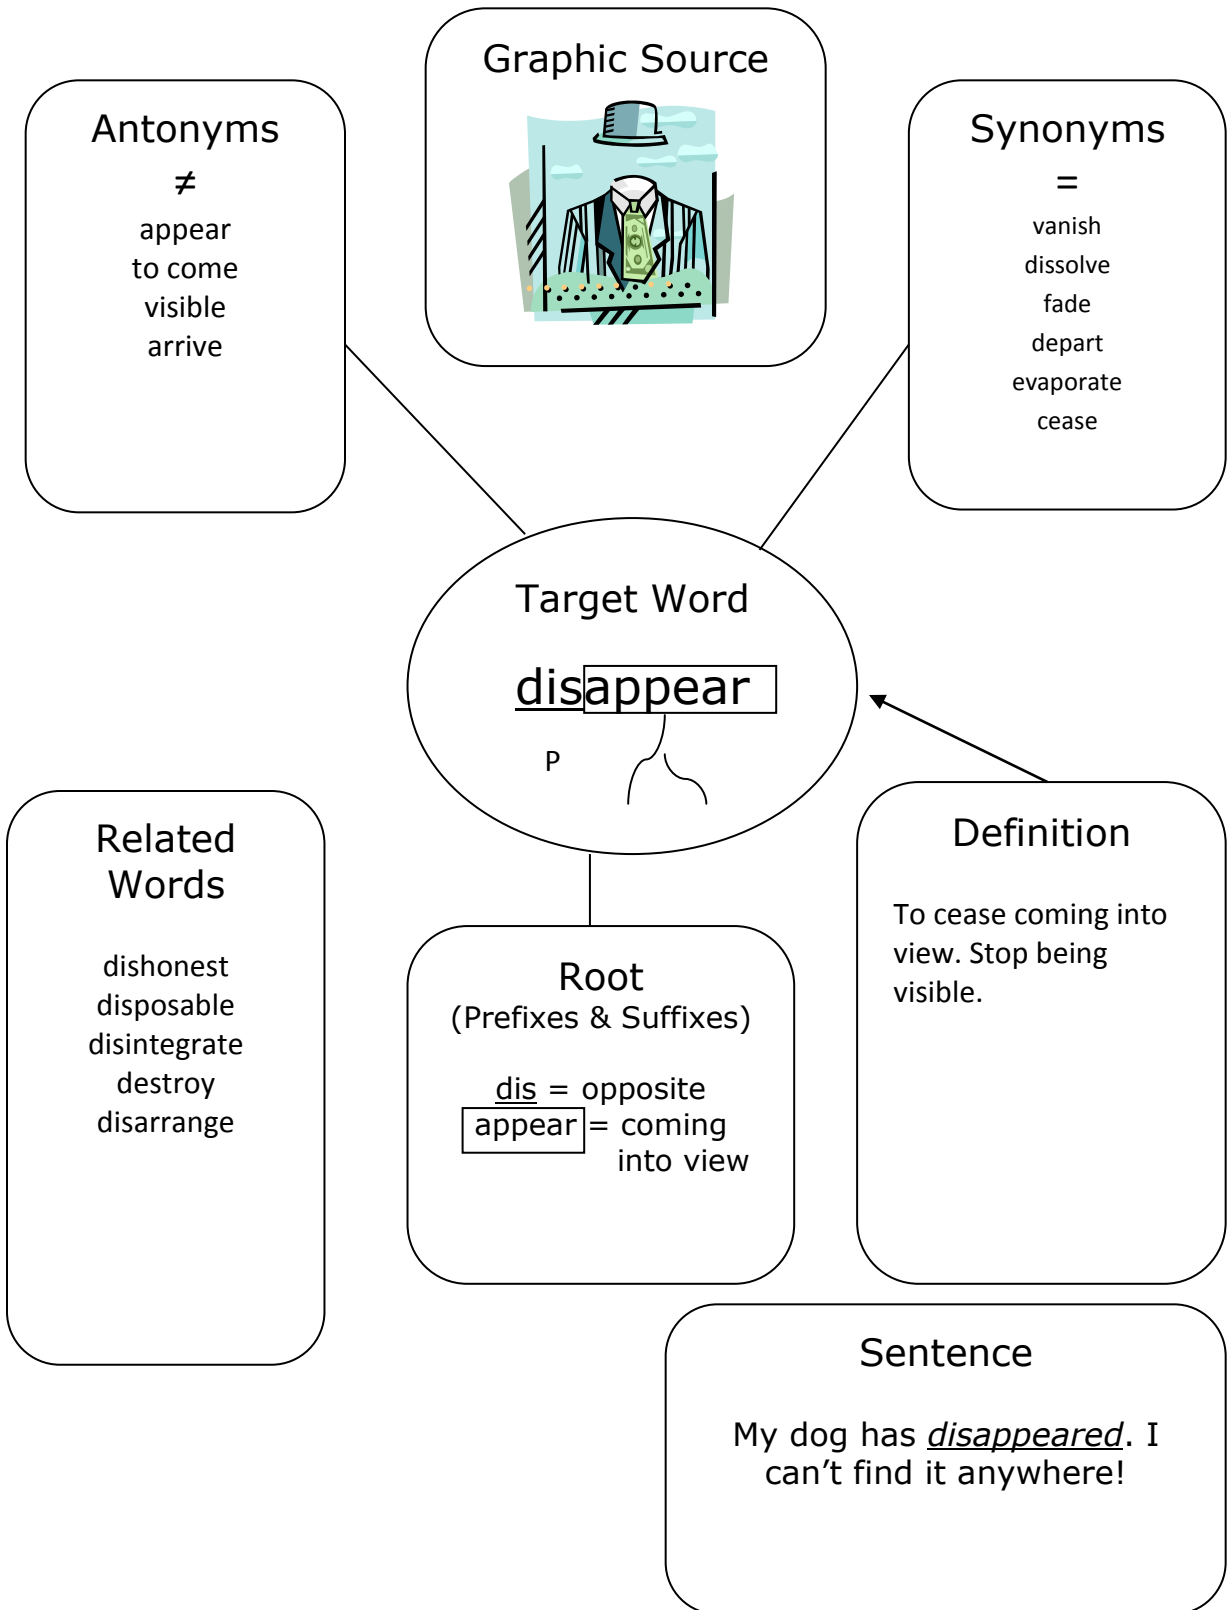 Graphic Source
Antonyms
≠
appear
to come
visible
arrive
Synonyms
=
vanish
dissolve
fade
depart
evaporate
cease
Target Word
disappear
P
Related
Words
dishonest
disposable
disintegrate
destroy
disarrange
Root
(Prefixes & Suffixes)
dis = opposite
appear = coming
into view
Definition
To cease coming into
view. Stop being
visible.
Sentence
My dog has disappeared. I
can’t find it anywhere!